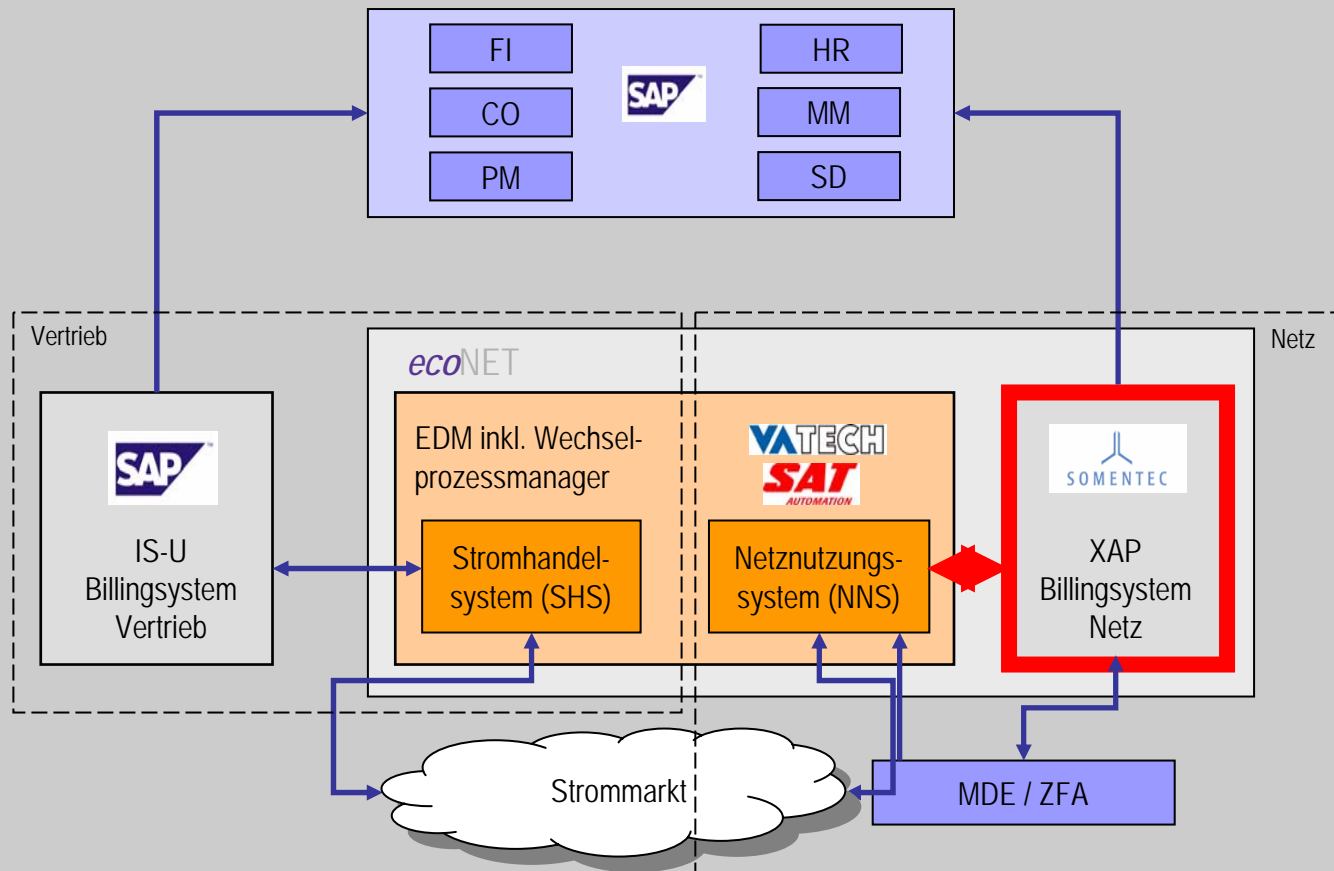 FI
HR
SAP
CO
MM
PM
SD
Vertrieb
Netz
ecoNET
SAP
IS-U
Billingsystem
Vertrieb
EDM inkl. Wechsel-
prozessmanager
VATECH
SAT
AUTOMATION
Stromhandel-
system (SHS)
Netznutzungs-
system (NNS)
SOMENTEC
XAP
Billingsystem
Netz
Strommarkt
MDE / ZFA